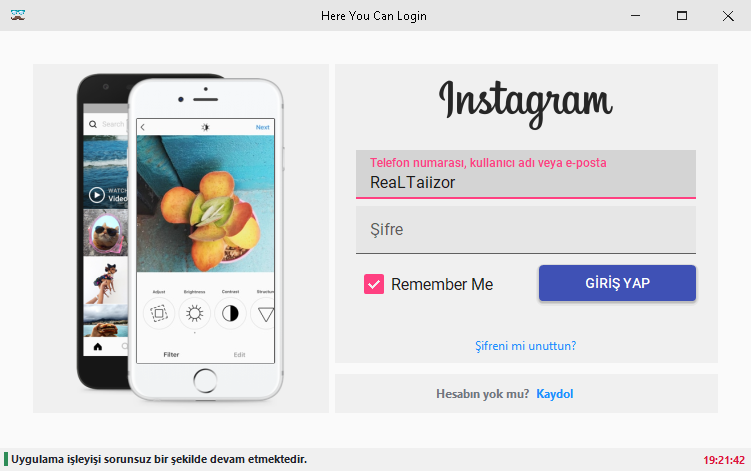 Here You Can Login
Search
WATCH
Video
Next
Adjust
Brightness
Contrast
Structure
Filter
Edit
Instagram
Telefon numarası, kullanıcı adı veya e-posta
ReaLTaiizor
Şifre
Remember Me
GİRİŞ YAP
Şifreni mi unuttun?
Hesabın yok mu? Kaydol
Uygulama işleyişi sorunsuz bir şekilde devam etmektedir.
19:21:42